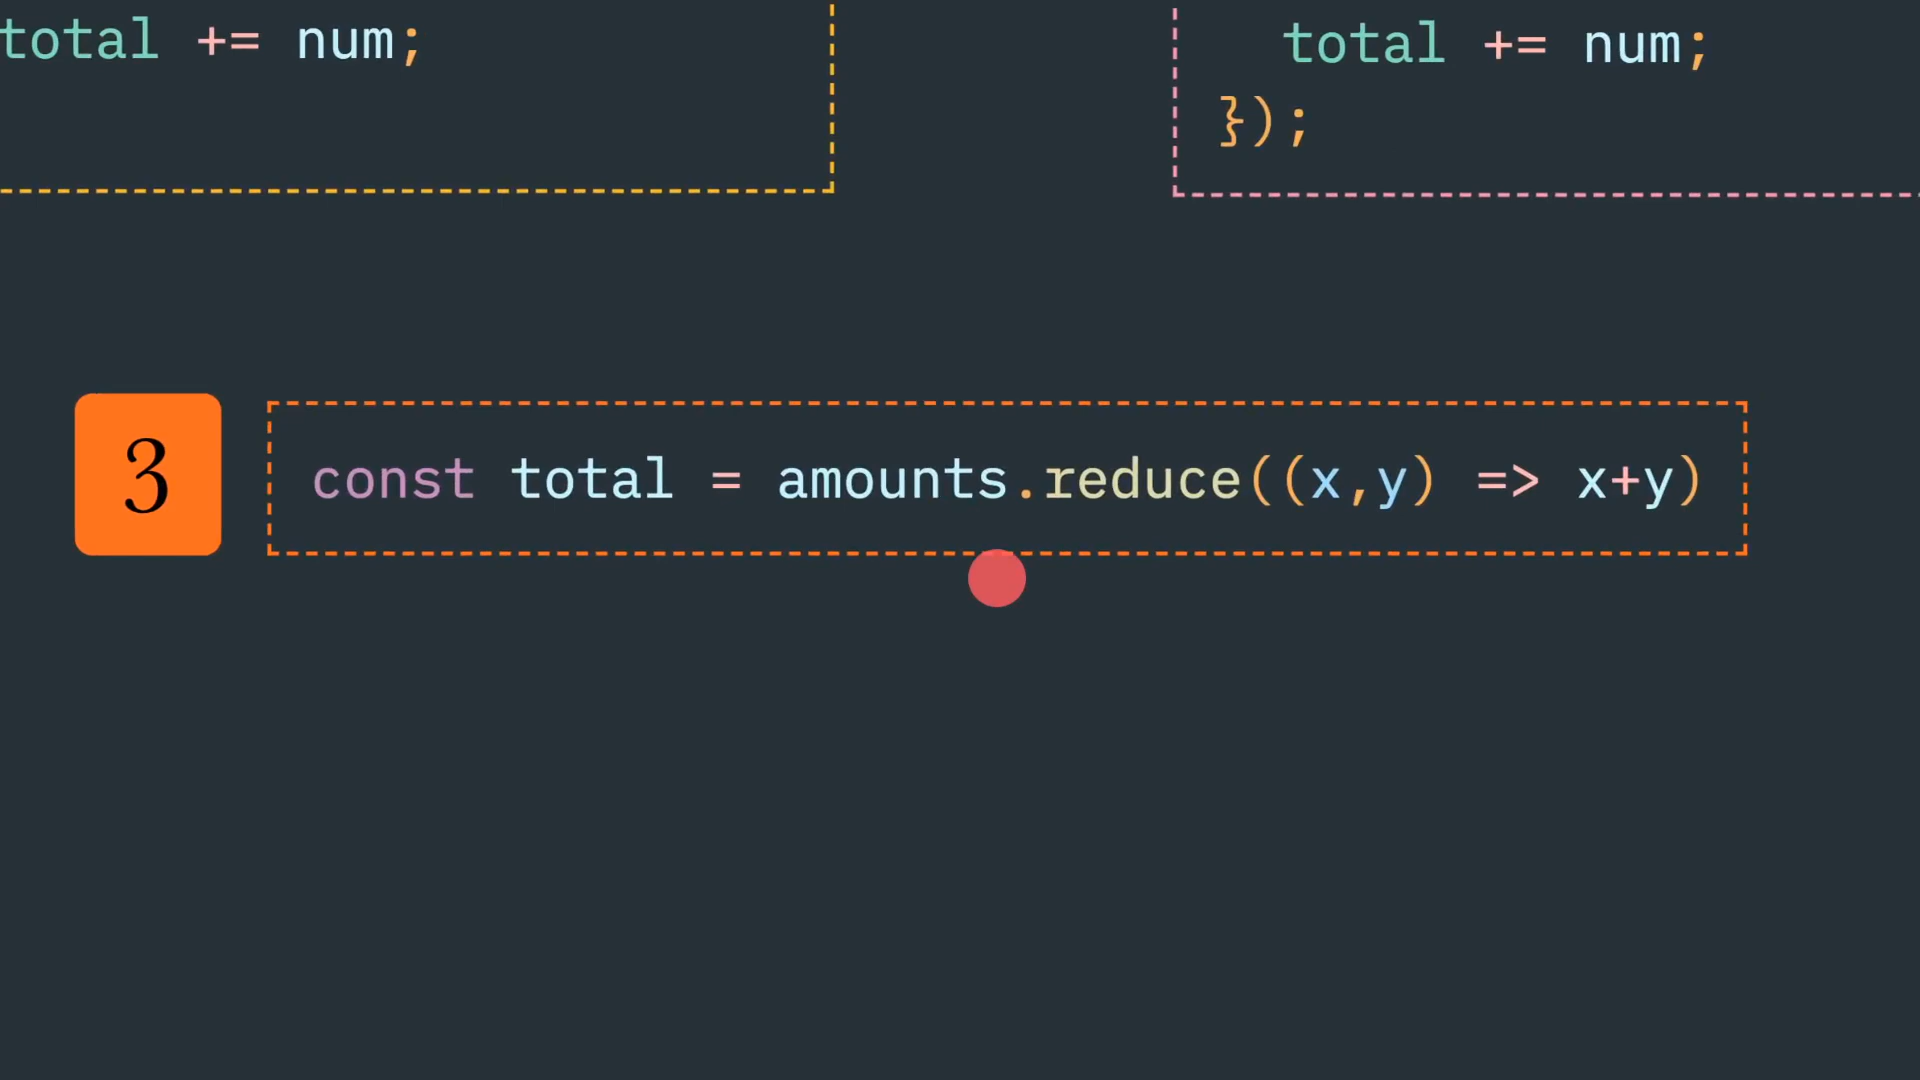 total += num;
total += num;
});
3
const total = amounts.reduce((x,y) => x+y)